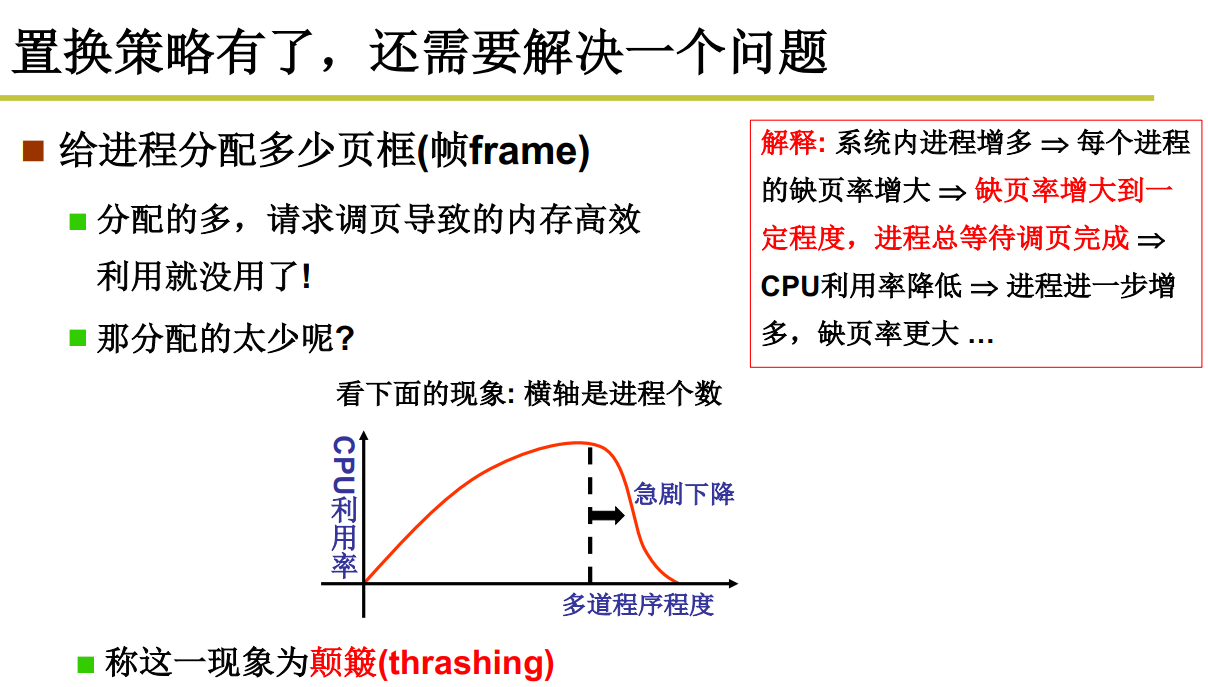 置换策略有了，还需要解决一个问题
给进程分配多少页框(帧frame)
分配的多，请求调页导致的内存高效
利用就没用了!
那分配的太少呢?
解释: 系统内进程增多 ⇒ 每个进程
的缺页率增大 ⇒ 缺页率增大到一
定程度，进程总等待调页完成 ⇒
CPU利用率降低 ⇒ 进程进一步增
多，缺页率更大 …
看下面的现象: 横轴是进程个数
CPU利用率
急剧下降
多道程序程度
称这一现象为颠簸(thrashing)